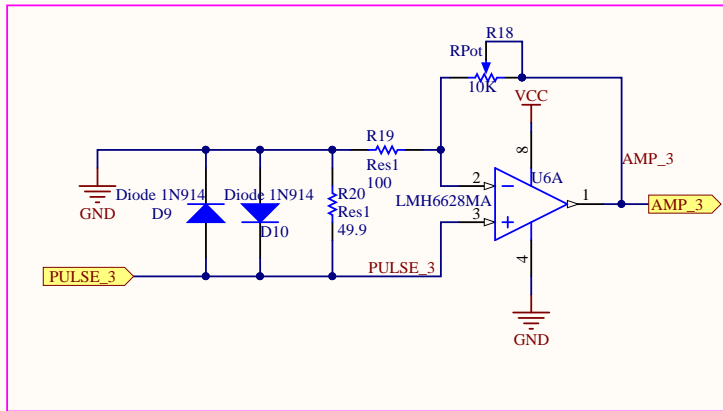 R18
RPot
10K
VCC
R19
8
Res1
100
AMP_3
2
U6A
Diode 1N914
Diode 1N914
R20
LMH6628MA
1
AMP_3
D9
Res1
3
GND
D10
49.9
4
PULSE_3
PULSE_3
GND